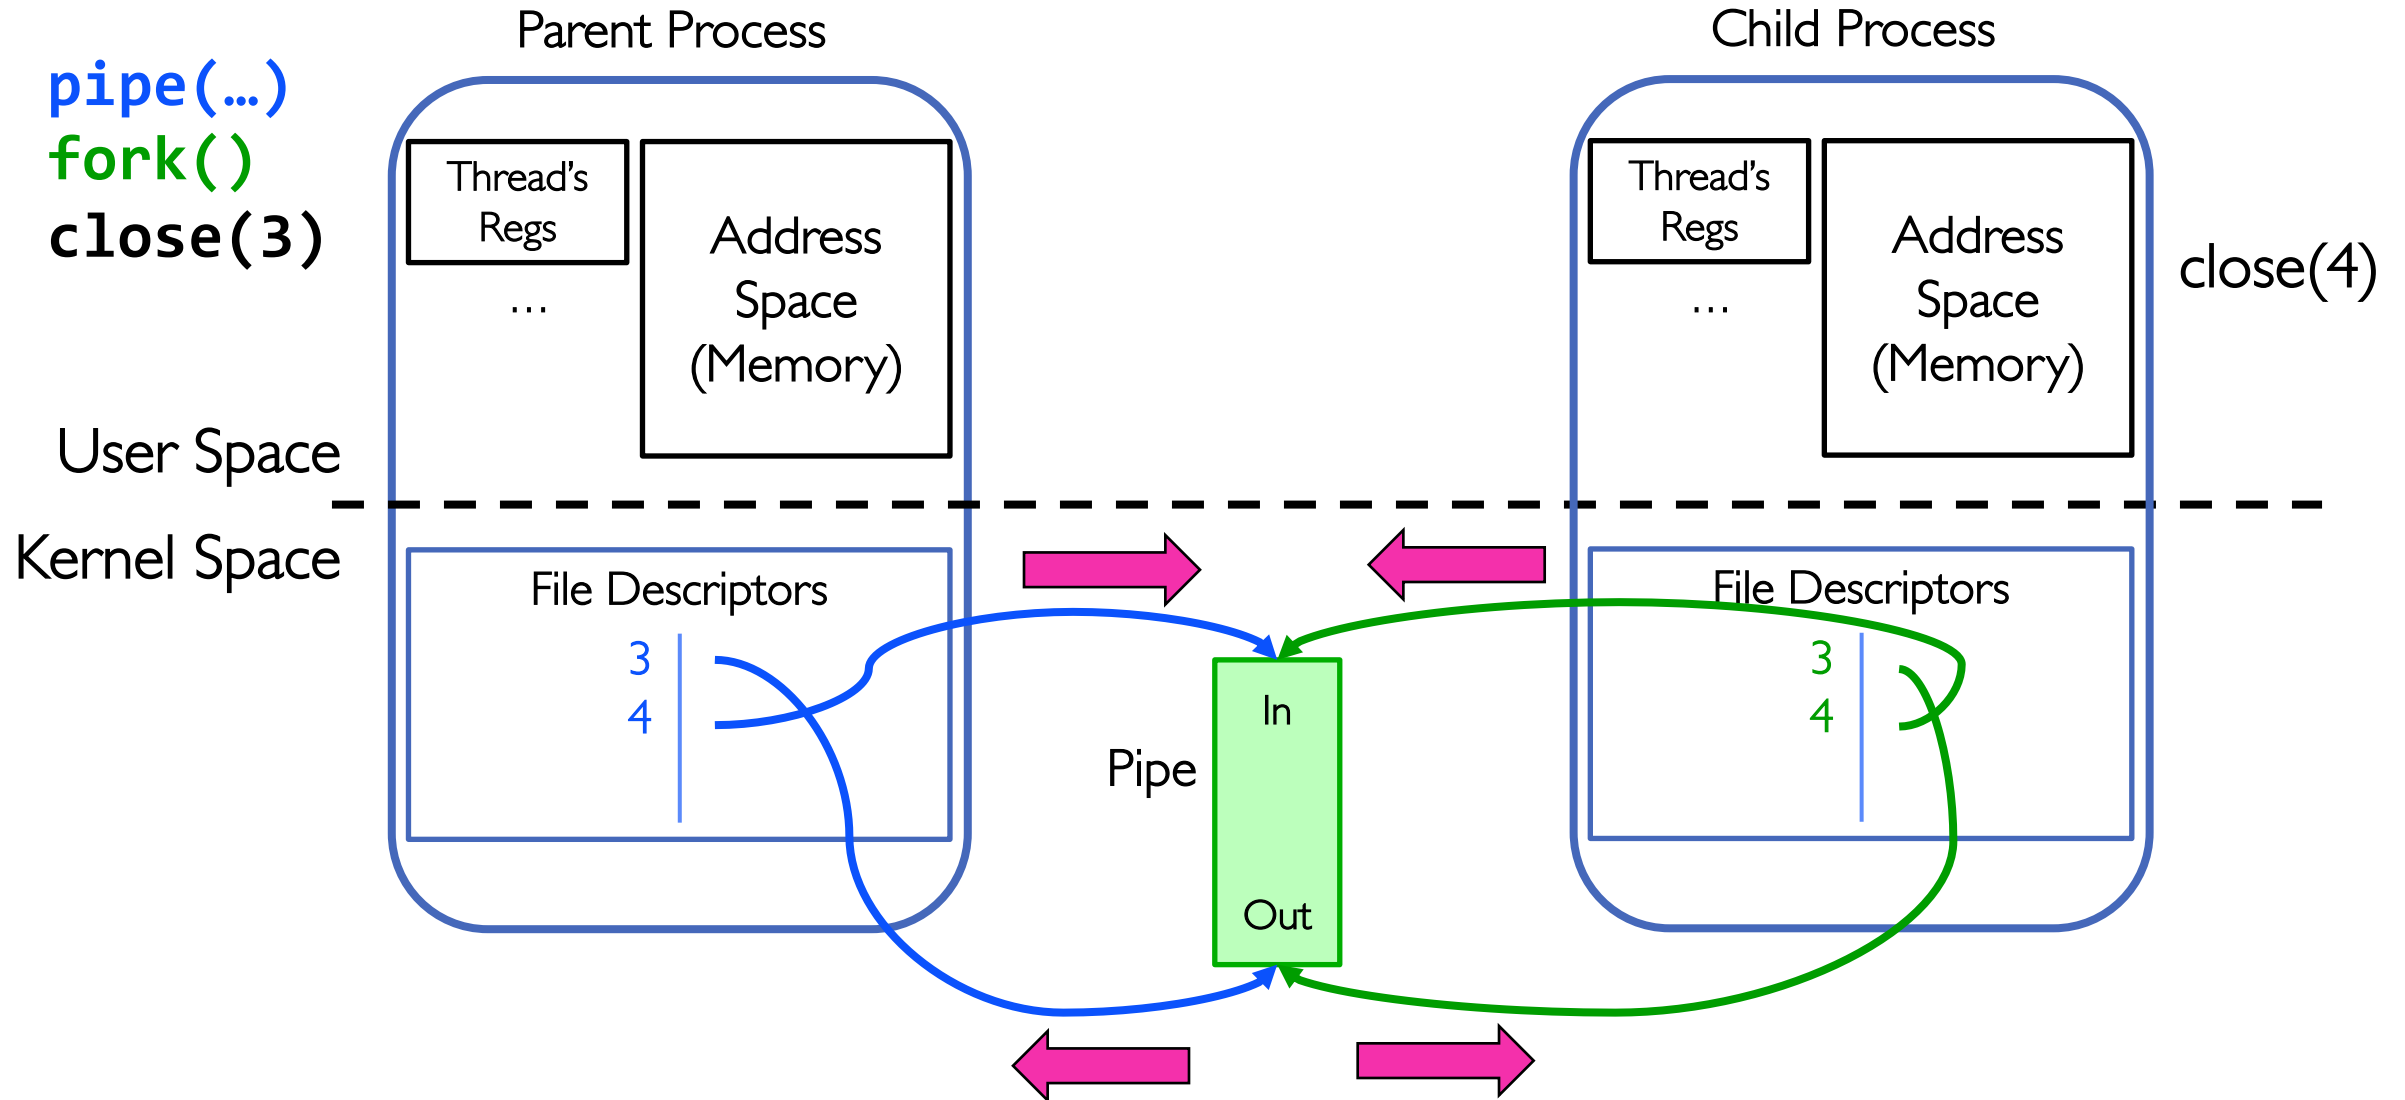 Parent Process
Child Process
pipe(…)
fork()
close(3)
Thread's
Regs
…
Address
Space
(Memory)
Thread's
Regs
…
Address
Space
(Memory)
close(4)
User Space
Kernel Space
File Descriptors
3
4
File Descriptors
3
4
In
Pipe
Out